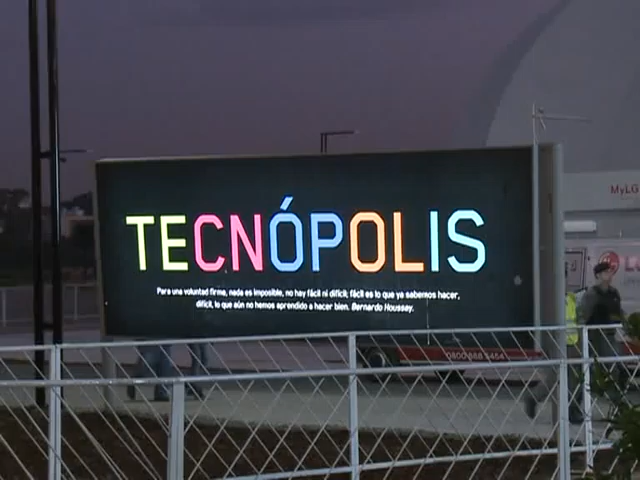 TECNÓPOLIS
Para una voluntad firme, nada es imposible, no hay fácil ni difícil; fácil es lo que ya sabemos hacer,
difícil, lo que aún no hemos aprendido a hacer bien. Bernardo Houssay.
MyLG
0800 888 5454